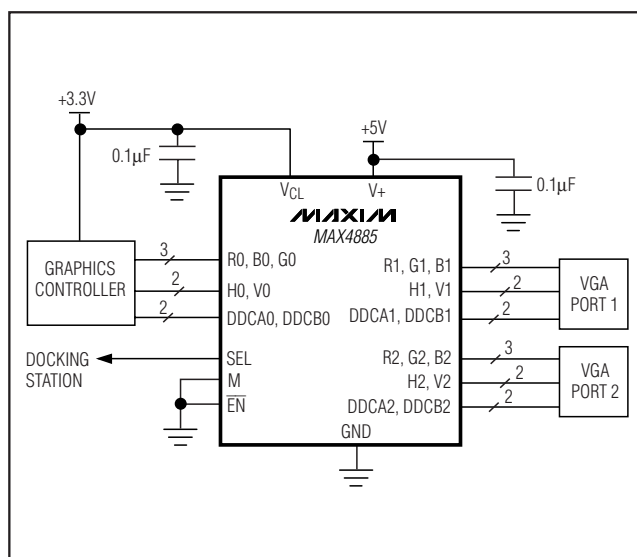 +3.3V
+5V
0.1µF
0.1µF
VCL
V+
MAXIM
MAX4885
GRAPHICS
CONTROLLER
3
R0, B0, G0
2
H0, V0
2
DDCA0, DDCB0
R1, G1, B1
3
H1, V1
2
DDCA1, DDCB1
2
VGA
PORT 1
DOCKING
STATION
SEL
M
EN
R2, G2, B2
3
H2, V2
2
DDCA2, DDCB2
2
VGA
PORT 2
GND